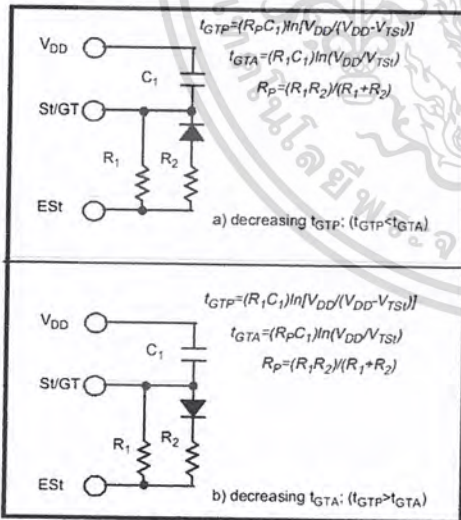 t_GTP=(R_PC_1)ln[V_DD/(V_DD-V_TSt)]
V_DD
t_GTA=(R_1C_1)ln(V_DD/V_TSt)
C_1
R_P=(R_1R_2)/(R_1+R_2)
St/GT
R_1
R_2
ESt
a) decreasing t_GTP; (t_GTP<t_GTA)
t_GTP=(R_1C_1)ln[V_DD/(V_DD-V_TSt)]
V_DD
t_GTA=(R_PC_1)ln(V_DD/V_TSt)
C_1
R_P=(R_1R_2)/(R_1+R_2)
St/GT
R_1
R_2
ESt
b) decreasing t_GTA; (t_GTP>t_GTA)